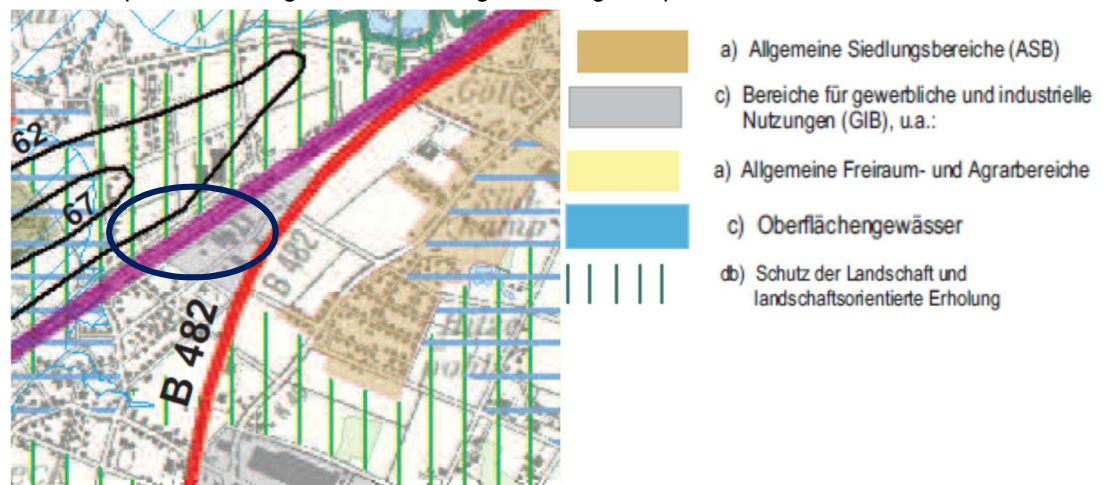 62
67
B 482
B 482
a) Allgemeine Siedlungsbereiche (ASB)
c) Bereiche für gewerbliche und industrielle
Nutzungen (GIB), u.a.:
a) Allgemeine Freiraum- und Agrarbereiche
c) Oberflächengewässer
db) Schutz der Landschaft und
landschaftsorientierte Erholung